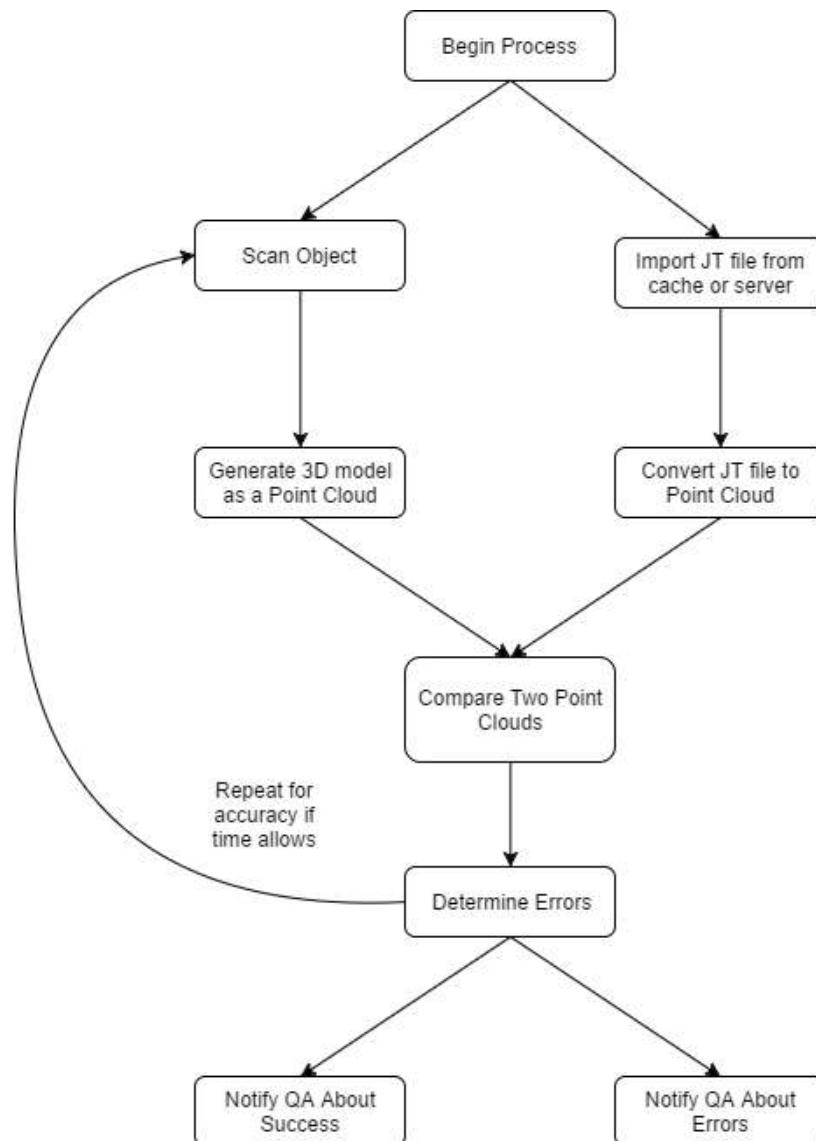 Begin Process
Scan Object
Import JT file from
cache or server
Generate 3D model
as a Point Cloud
Convert JT file to
Point Cloud
Compare Two Point
Clouds
Repeat for
accuracy if
time allows
Determine Errors
Notify QA About
Success
Notify QA About
Errors